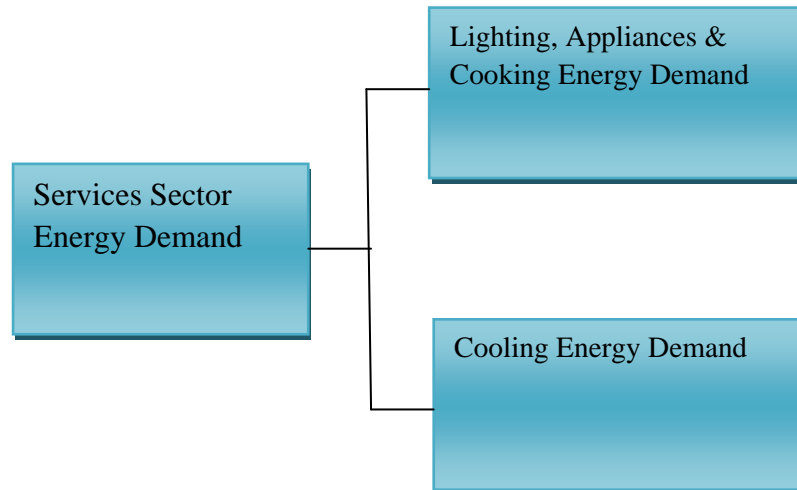 Lighting, Appliances &
Cooking Energy Demand
Services Sector
Energy Demand
Cooling Energy Demand